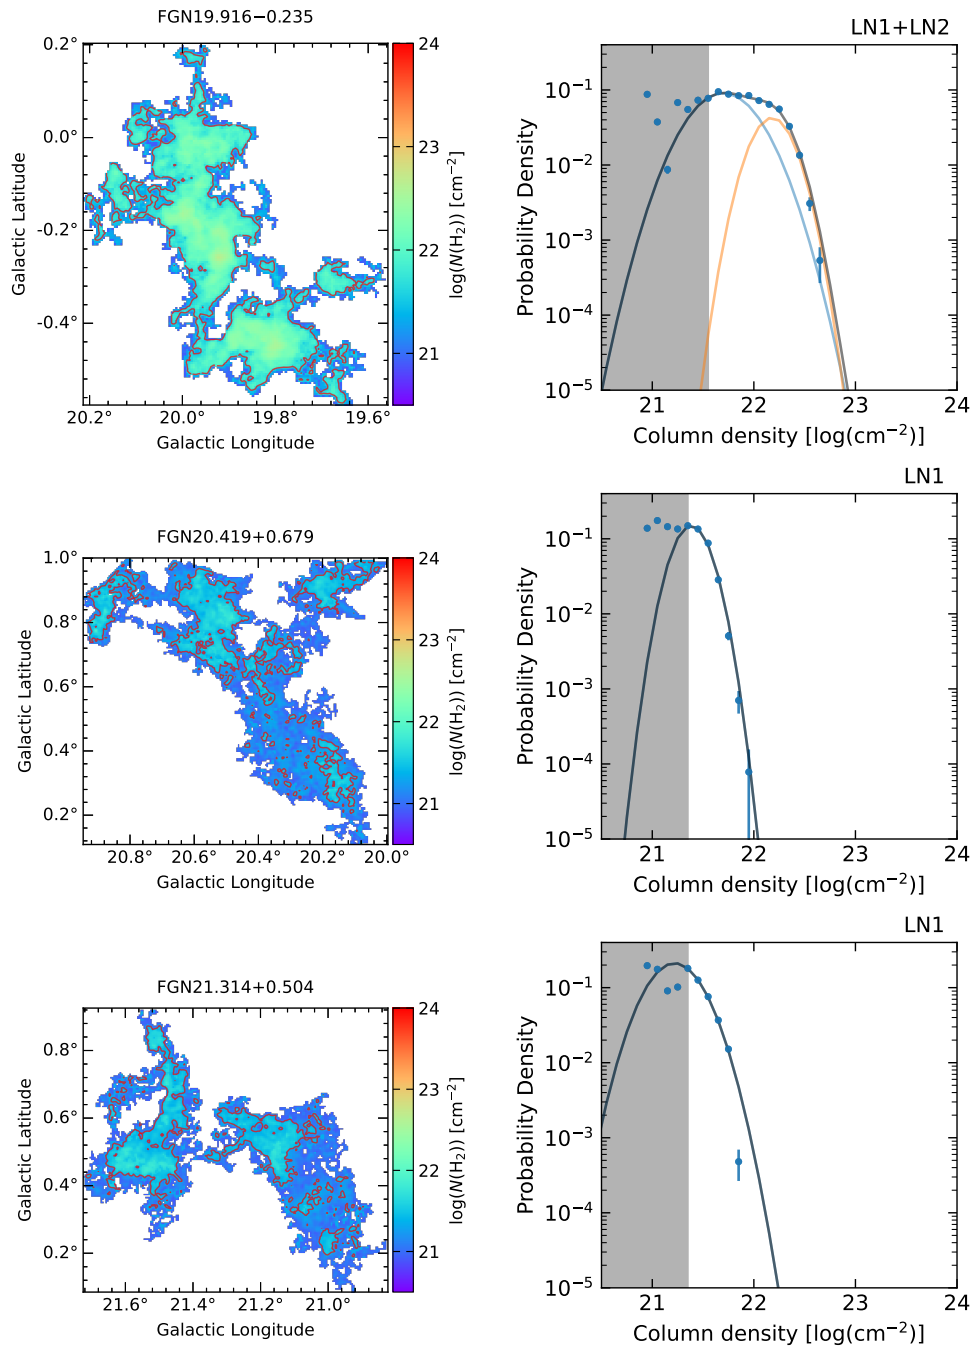 FGN19.916−0.235
0.2°
0.0°
-0.2°
-0.4°
Galactic Latitude
20.2° 20.0° 19.8° 19.6°
Galactic Longitude
24
23
22
21
log(N(H₂)) [cm⁻²]
LN1+LN2
10⁻¹
10⁻²
10⁻³
10⁻⁴
10⁻⁵
Probability Density
21 22 23 24
Column density [log(cm⁻²)]
FGN20.419+0.679
1.0°
0.8°
0.6°
0.4°
0.2°
Galactic Latitude
20.8° 20.6° 20.4° 20.2° 20.0°
Galactic Longitude
24
23
22
21
log(N(H₂)) [cm⁻²]
LN1
10⁻¹
10⁻²
10⁻³
10⁻⁴
10⁻⁵
Probability Density
21 22 23 24
Column density [log(cm⁻²)]
FGN21.314+0.504
0.8°
0.6°
0.4°
0.2°
Galactic Latitude
21.6° 21.4° 21.2° 21.0°
Galactic Longitude
24
23
22
21
log(N(H₂)) [cm⁻²]
LN1
10⁻¹
10⁻²
10⁻³
10⁻⁴
10⁻⁵
Probability Density
21 22 23 24
Column density [log(cm⁻²)]